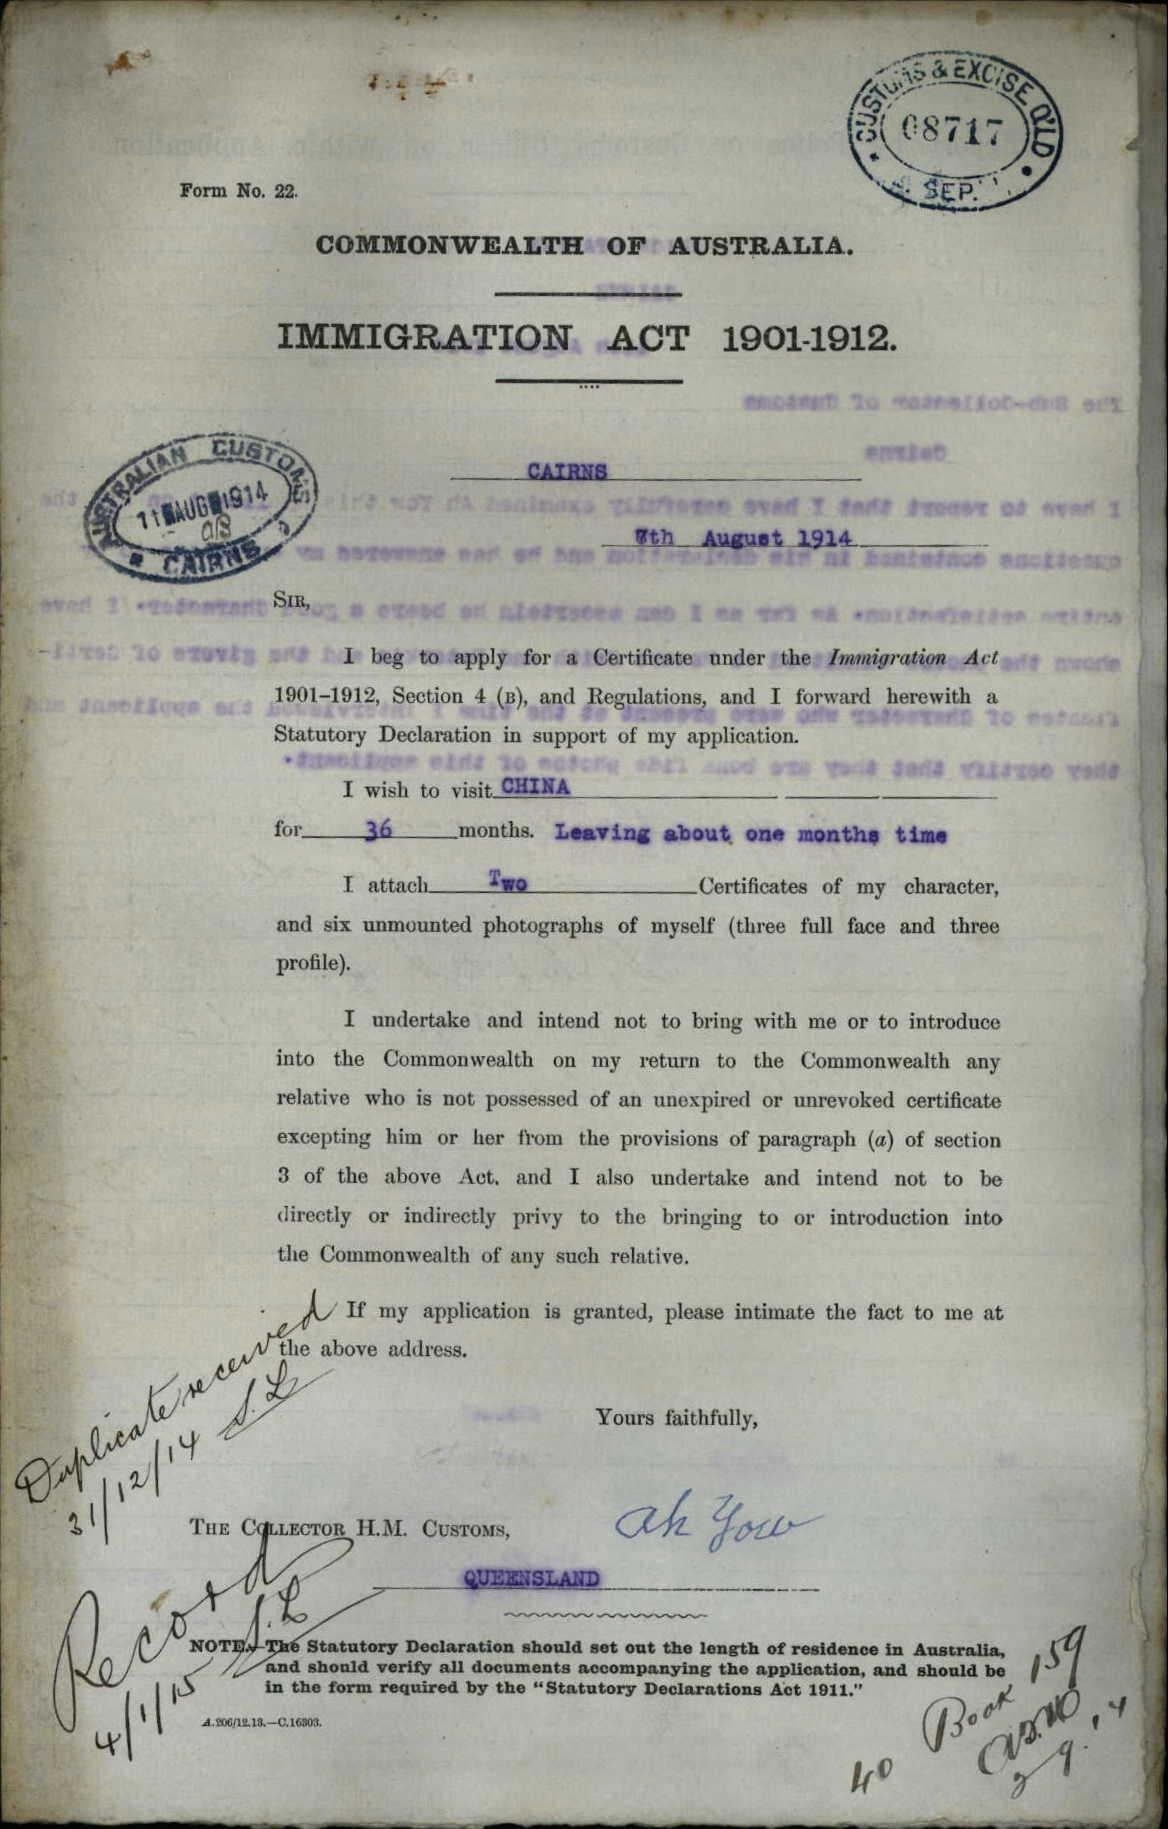 CUSTOMS & EXCISE, Q'LD
08717
SEP.
Form No. 22.
COMMONWEALTH OF AUSTRALIA.
IMMIGRATION ACT 1901-1912.
AUSTRALIAN CUSTOMS
11 AUG 1914
CAIRNS
CAIRNS
8th August 1914
SIR,
I beg to apply for a Certificate under the Immigration Act
1901–1912, Section 4 (B), and Regulations, and I forward herewith a
Statutory Declaration in support of my application.
I wish to visit CHINA
for 36 months. Leaving about one months time
I attach Two Certificates of my character,
and six unmounted photographs of myself (three full face and three
profile).
I undertake and intend not to bring with me or to introduce
into the Commonwealth on my return to the Commonwealth any
relative who is not possessed of an unexpired or unrevoked certificate
excepting him or her from the provisions of paragraph (a) of section
3 of the above Act, and I also undertake and intend not to be
directly or indirectly privy to the bringing to or introduction into
the Commonwealth of any such relative.
If my application is granted, please intimate the fact to me at
the above address.
Duplicate received
31/12/14 S.L
Yours faithfully,
THE COLLECTOR H.M. CUSTOMS,
Ah Yow
QUEENSLAND
Record
S.L
4/1/15
NOTE.—The Statutory Declaration should set out the length of residence in Australia,
and should verify all documents accompanying the application, and should be
in the form required by the "Statutory Declarations Act 1911."
A.206/12.13.—C.16303.
Book 159
40
2.9.14